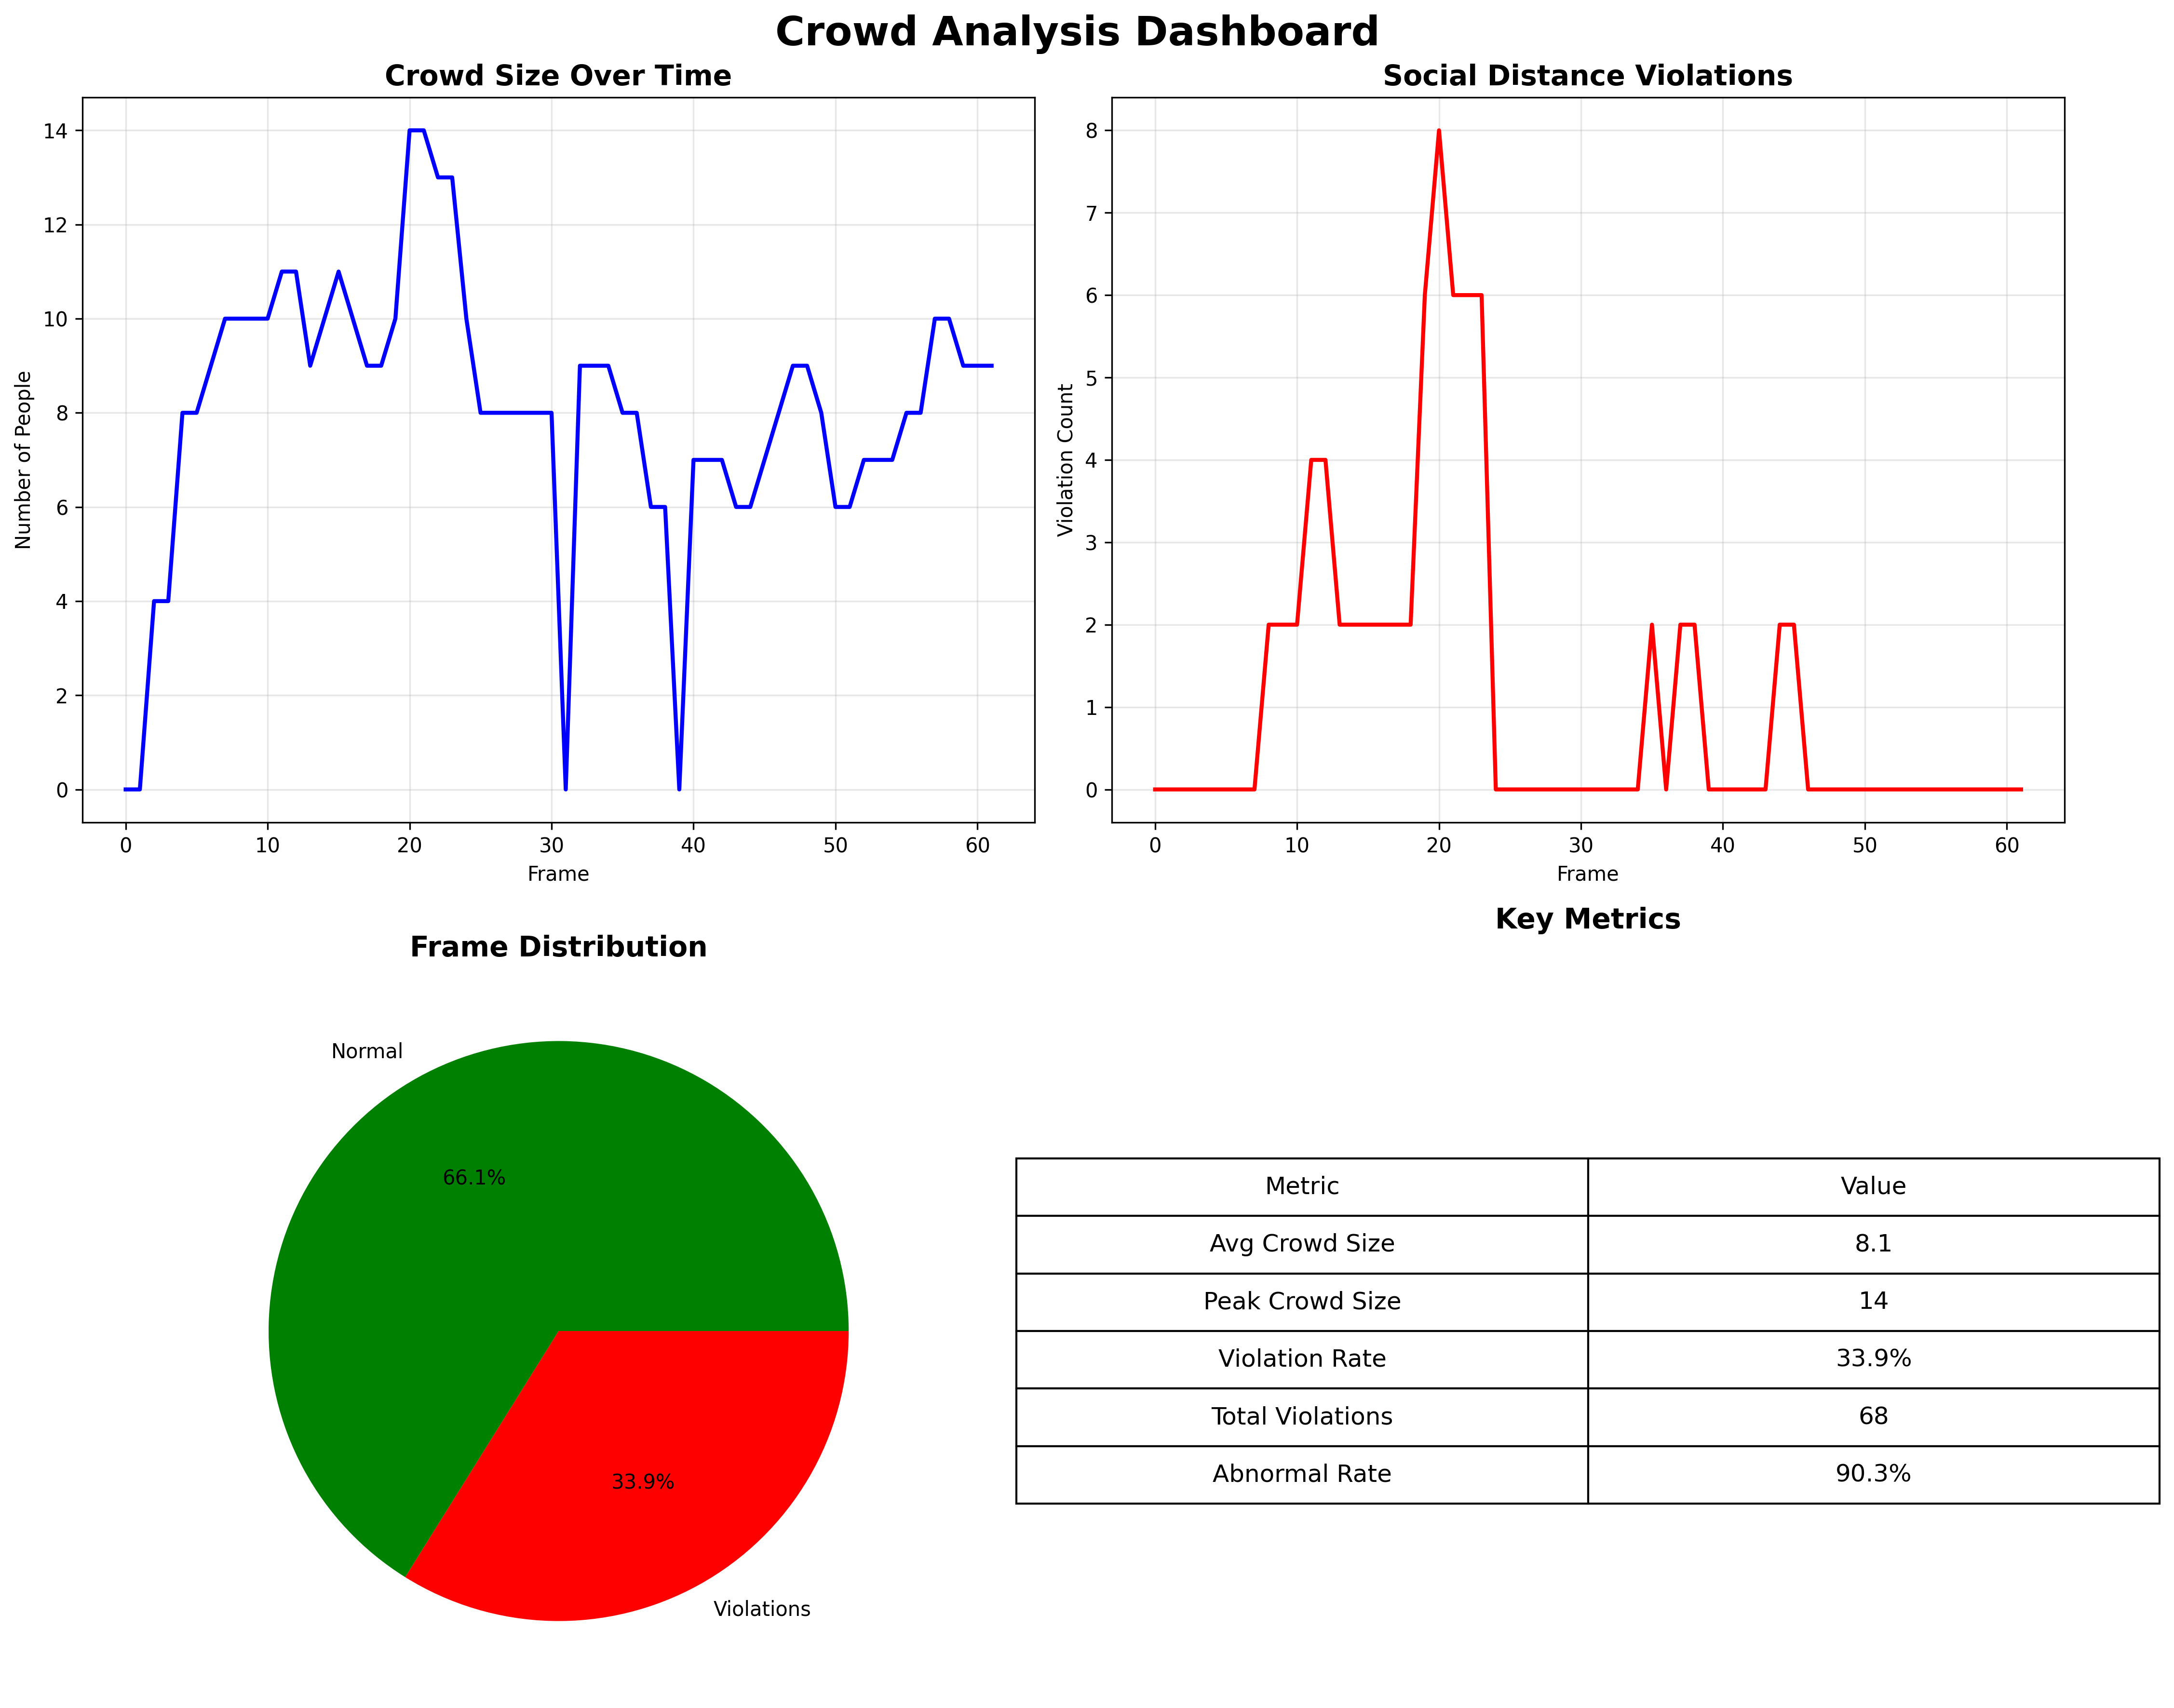 Crowd Analysis Dashboard
Crowd Size Over Time
Number of People
14
12
10
8
6
4
2
0
0 10 20 30 40 50 60
Frame
Social Distance Violations
Violation Count
8
7
6
5
4
3
2
1
0
0 10 20 30 40 50 60
Frame
Frame Distribution
Normal
66.1%
33.9%
Violations
Key Metrics
Metric Value
Avg Crowd Size 8.1
Peak Crowd Size 14
Violation Rate 33.9%
Total Violations 68
Abnormal Rate 90.3%